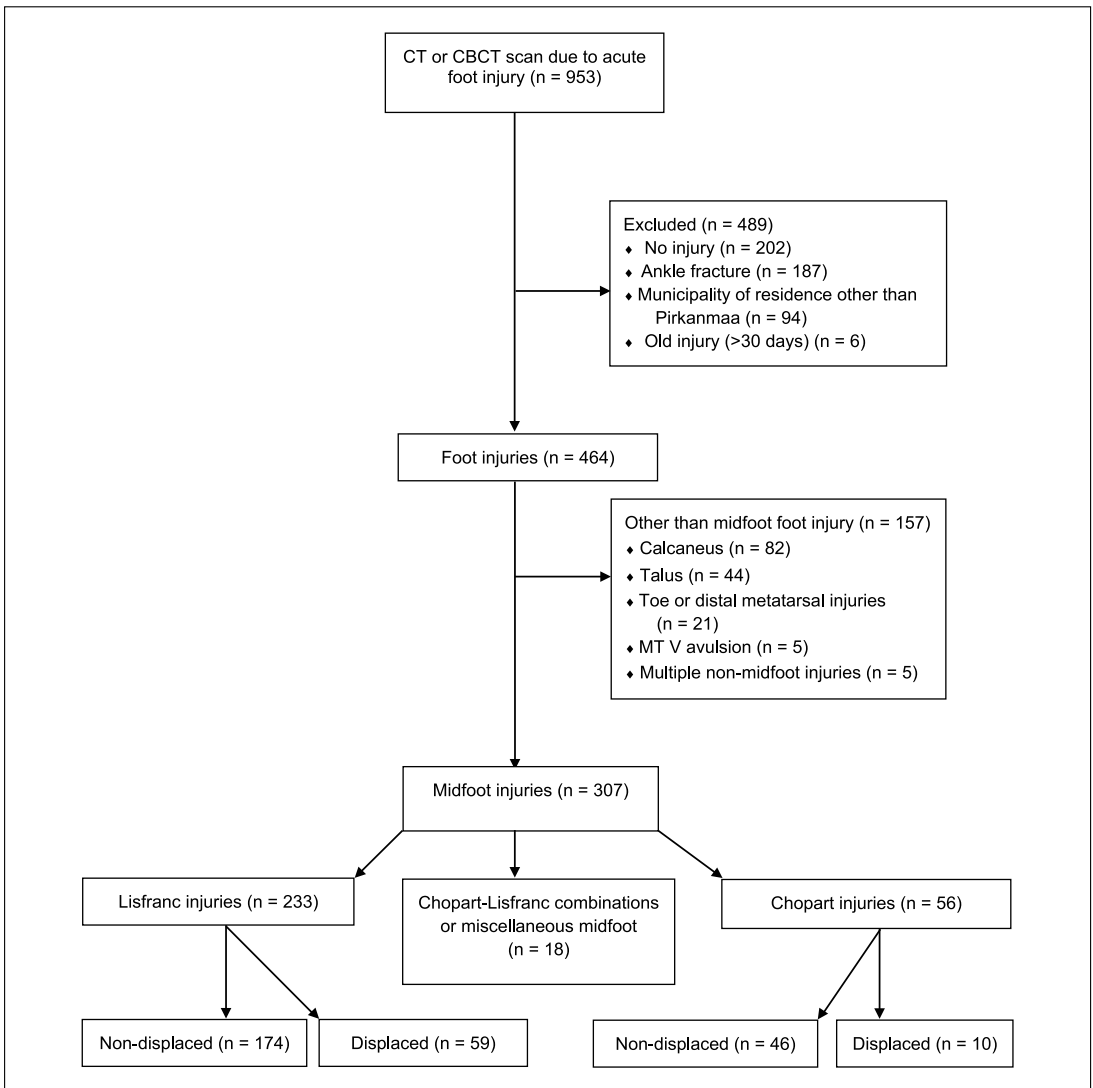 CT or CBCT scan due to acute
foot injury (n = 953)
Excluded (n = 489)
♦ No injury (n = 202)
♦ Ankle fracture (n = 187)
♦ Municipality of residence other than
Pirkanmaa (n = 94)
♦ Old injury (>30 days) (n = 6)
Foot injuries (n = 464)
Other than midfoot foot injury (n = 157)
♦ Calcaneus (n = 82)
♦ Talus (n = 44)
♦ Toe or distal metatarsal injuries
(n = 21)
♦ MT V avulsion (n = 5)
♦ Multiple non-midfoot injuries (n = 5)
Midfoot injuries (n = 307)
Lisfranc injuries (n = 233)
Chopart-Lisfranc combinations
or miscellaneous midfoot
(n = 18)
Chopart injuries (n = 56)
Non-displaced (n = 174)
Displaced (n = 59)
Non-displaced (n = 46)
Displaced (n = 10)